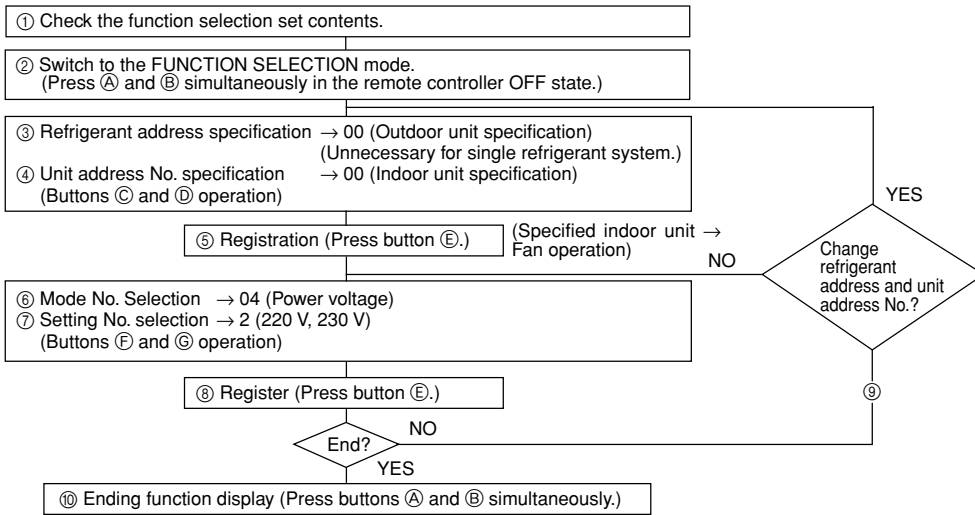 ① Check the function selection set contents.
② Switch to the FUNCTION SELECTION mode.
(Press Ⓐ and Ⓑ simultaneously in the remote controller OFF state.)
③ Refrigerant address specification → 00 (Outdoor unit specification)
(Unnecessary for single refrigerant system.)
④ Unit address No. specification → 00 (Indoor unit specification)
(Buttons Ⓒ and Ⓓ operation)
YES
⑤ Registration (Press button Ⓔ.)
(Specified indoor unit →
Fan operation)
NO
Change
refrigerant
address and unit
address No.?
⑥ Mode No. Selection → 04 (Power voltage)
⑦ Setting No. selection → 2 (220 V, 230 V)
(Buttons Ⓕ and Ⓖ operation)
⑧ Register (Press button Ⓔ.)
⑨
End?
NO
YES
⑩ Ending function display (Press buttons Ⓐ and Ⓑ simultaneously.)